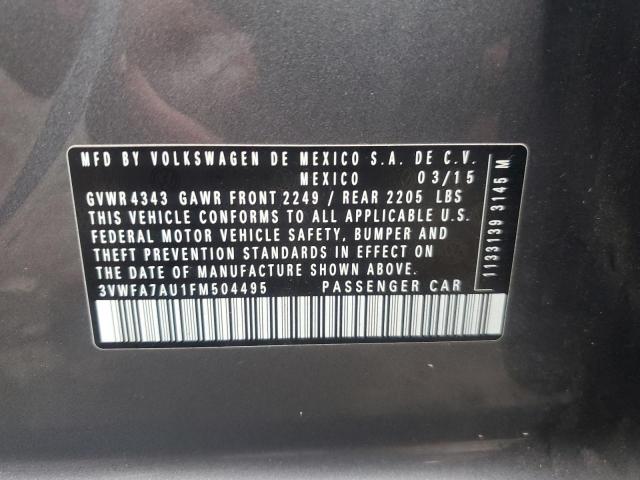 MFD BY VOLKSWAGEN DE MEXICO S.A. DE C.V.
MEXICO 03/15
GVWR 4343 GAWR FRONT 2249 / REAR 2205 LBS
THIS VEHICLE CONFORMS TO ALL APPLICABLE U.S.
FEDERAL MOTOR VEHICLE SAFETY, BUMPER AND
THEFT PREVENTION STANDARDS IN EFFECT ON
THE DATE OF MANUFACTURE SHOWN ABOVE.
3VWFA7AU1FM504495 PASSENGER CAR
1133139 3145 M